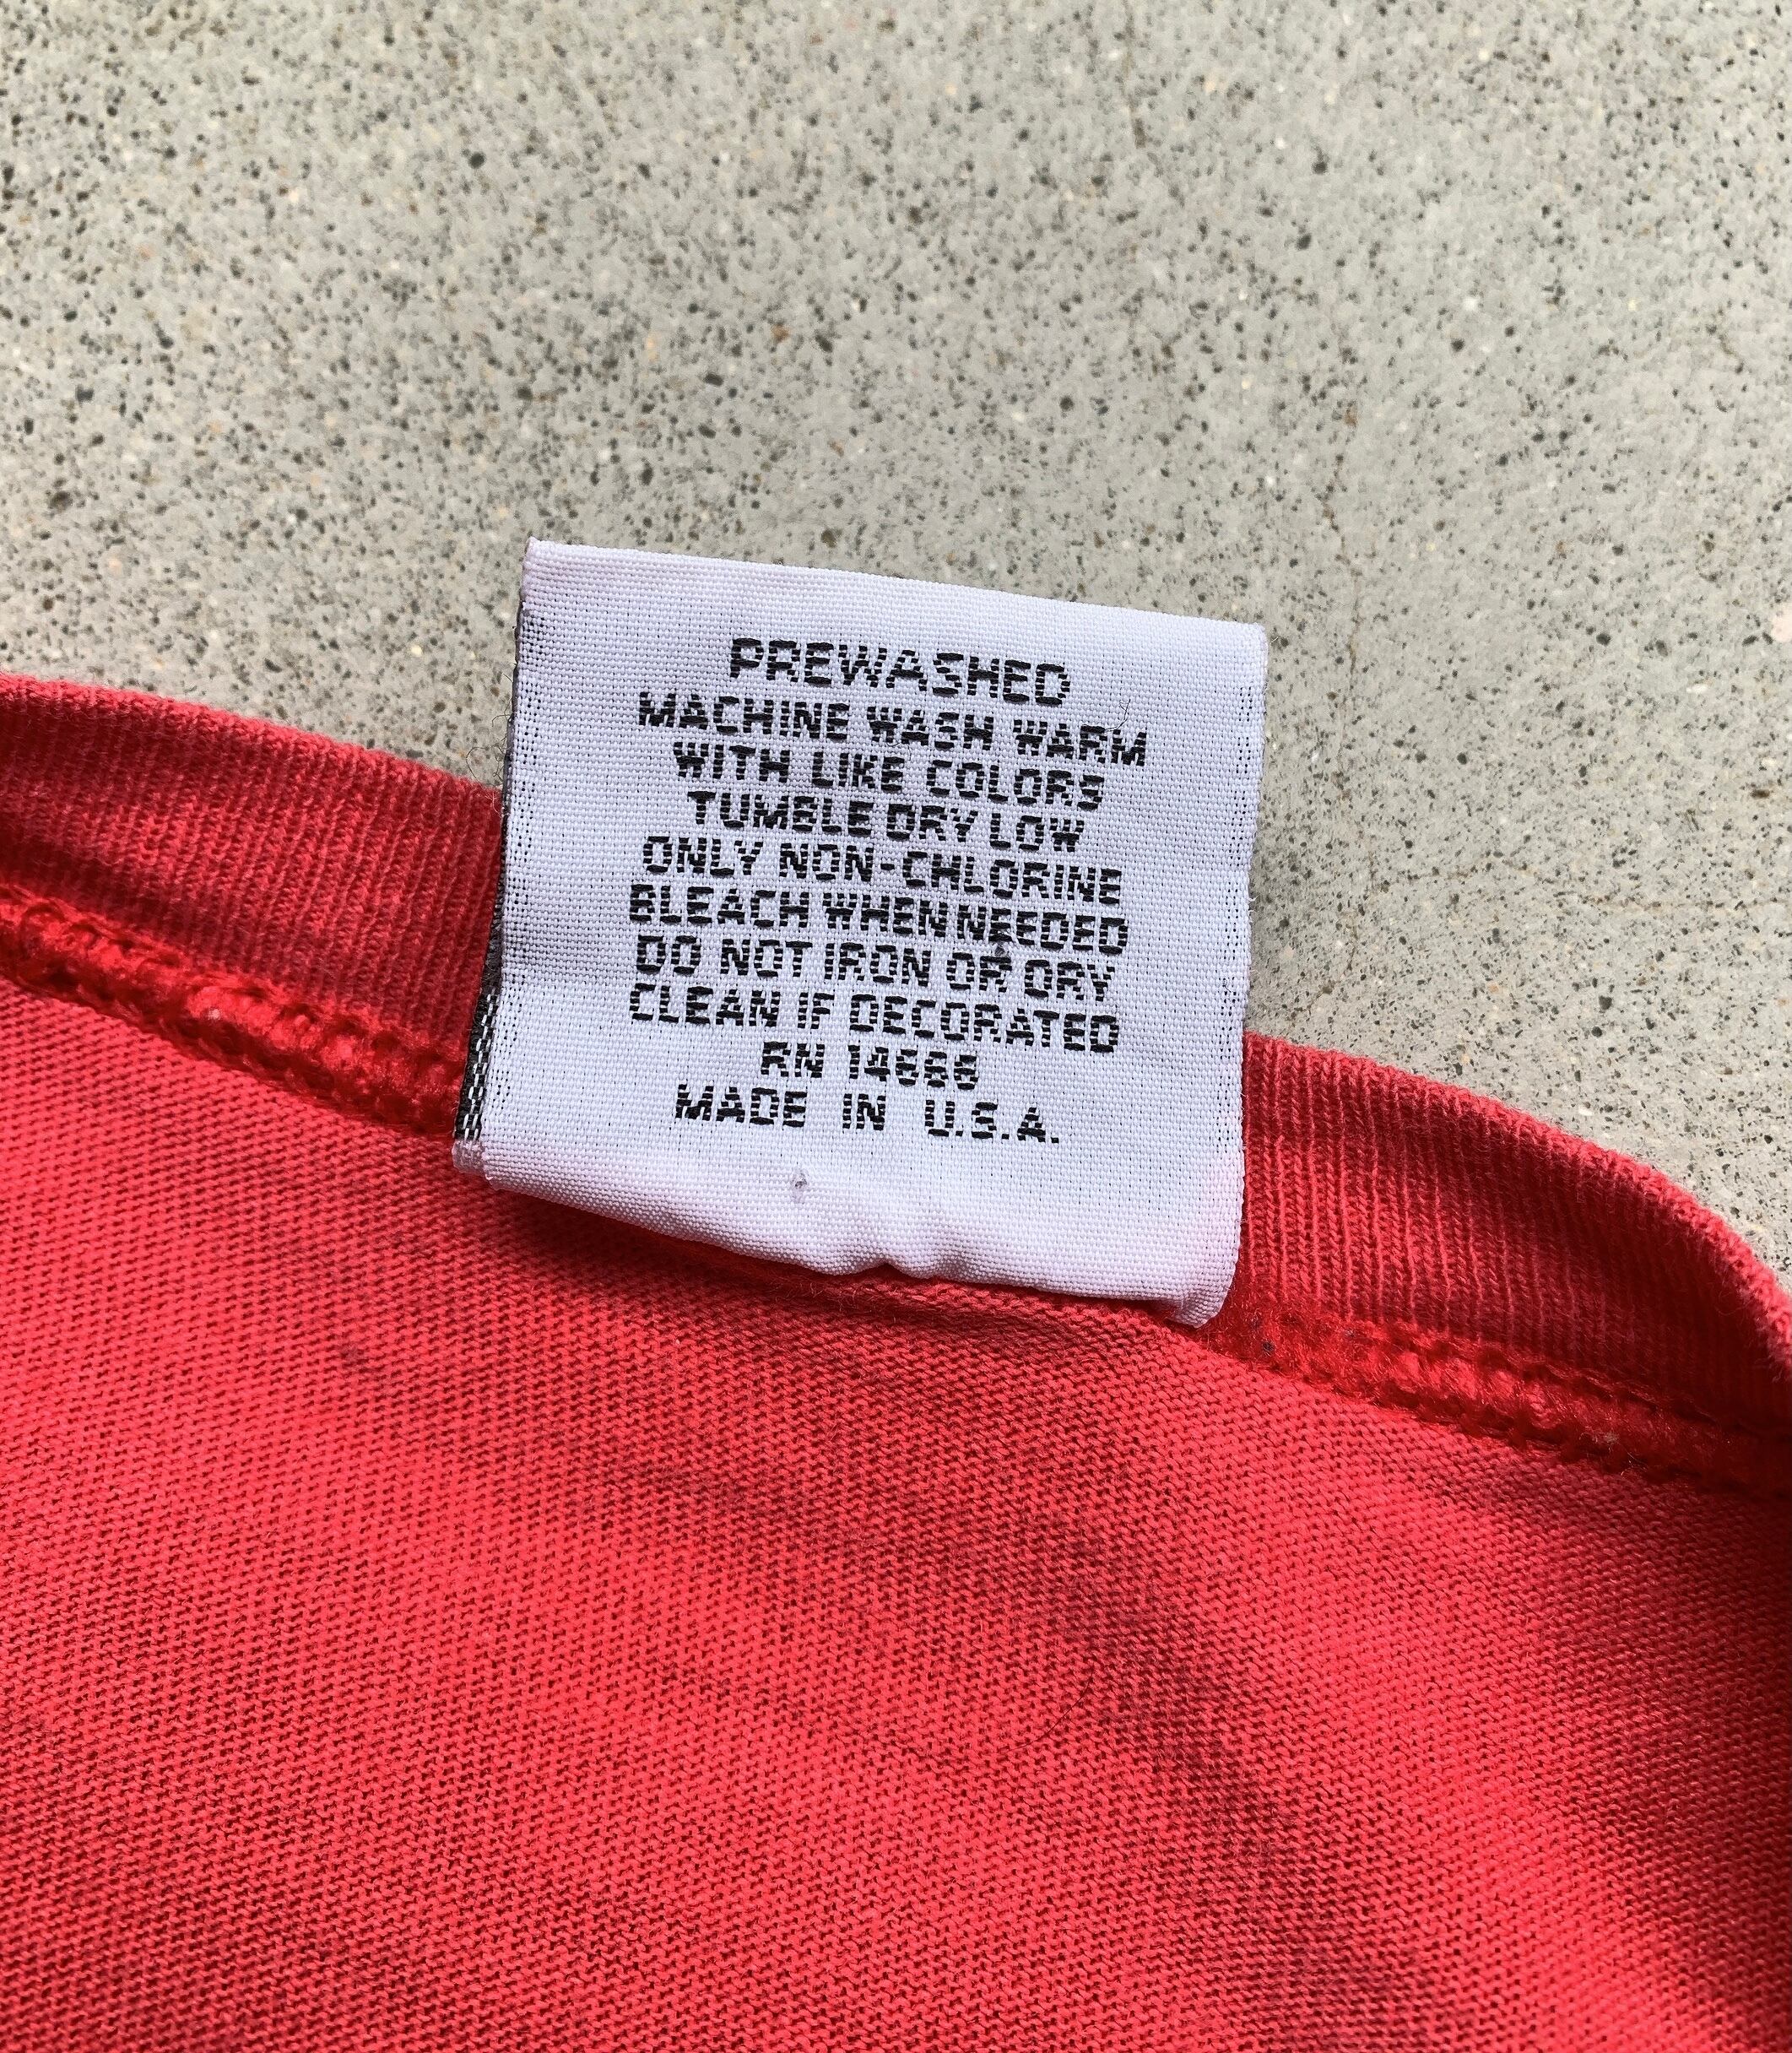 PREWASHED
MACHINE WASH WARM
WITH LIKE COLORS
TUMBLE DRY LOW
ONLY NON-CHLORINE
BLEACH WHEN NEEDED
DO NOT IRON OR DRY
CLEAN IF DECORATED
RN 14666
MADE IN U.S.A.